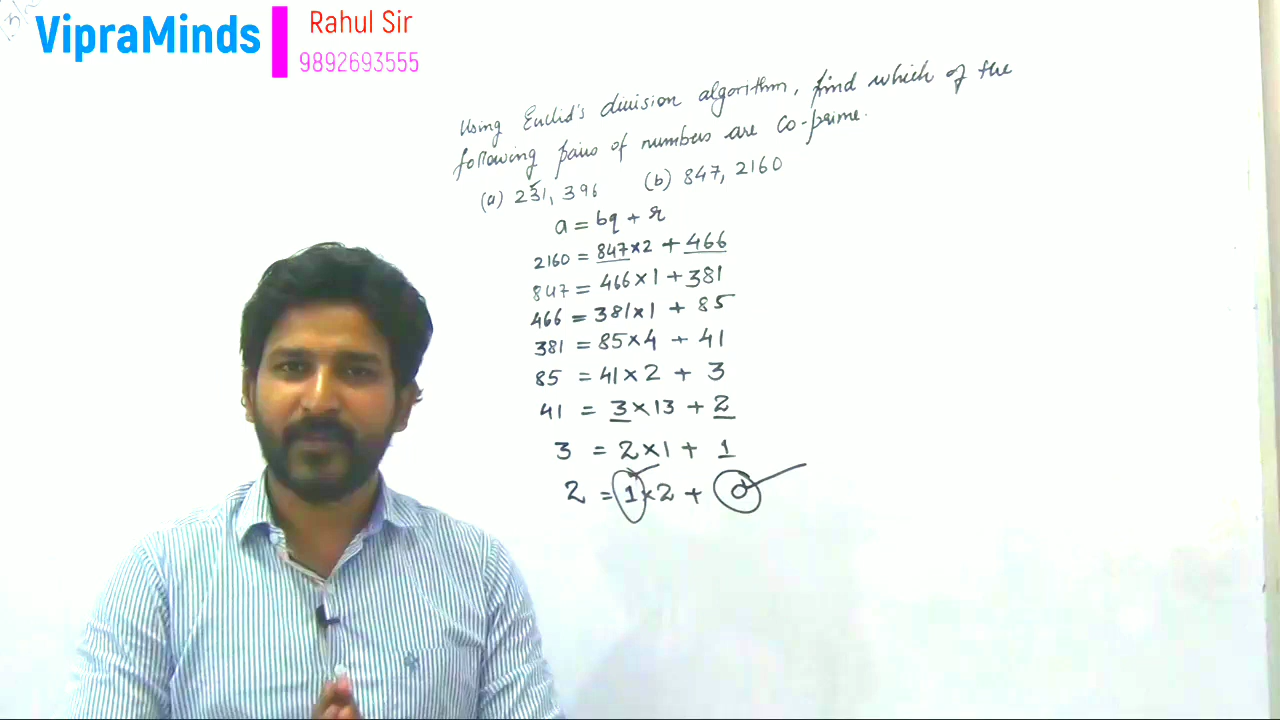 VipraMinds
Rahul Sir
9892693555
Using Euclid's division algorithm, find which of the
following pairs of numbers are co-prime.
(a) 231, 396 (b) 847, 2160
a = bq + r
2160 = 847×2 + 466
847 = 466×1 + 381
466 = 381×1 + 85
381 = 85×4 + 41
85 = 41×2 + 3
41 = 3×13 + 2
3 = 2×1 + 1
2 = 1×2 + 0